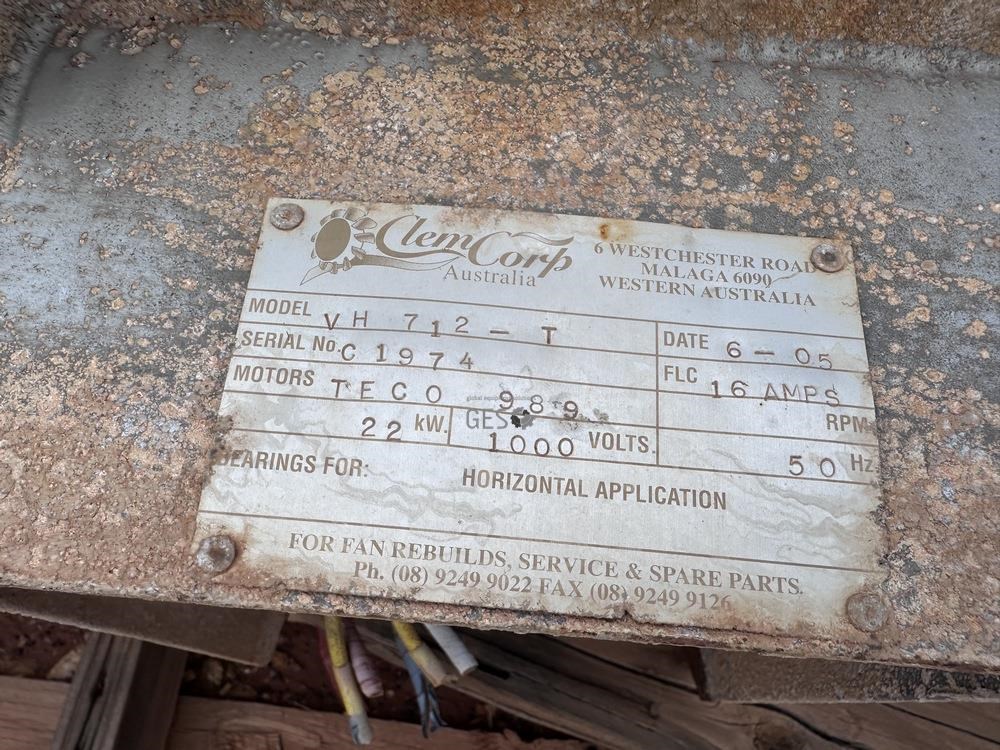 ClemCorp
Australia
6 WESTCHESTER ROAD
MALAGA 6090
WESTERN AUSTRALIA
MODEL VH 712-T
DATE 6-05
SERIAL No. C1974
FLC 16 AMPS
MOTORS TECO 989
RPM
22 kW. 1000 VOLTS.
50 Hz
BEARINGS FOR: HORIZONTAL APPLICATION
FOR FAN REBUILDS, SERVICE & SPARE PARTS.
Ph. (08) 9249 9022 FAX (08) 9249 9126
GES